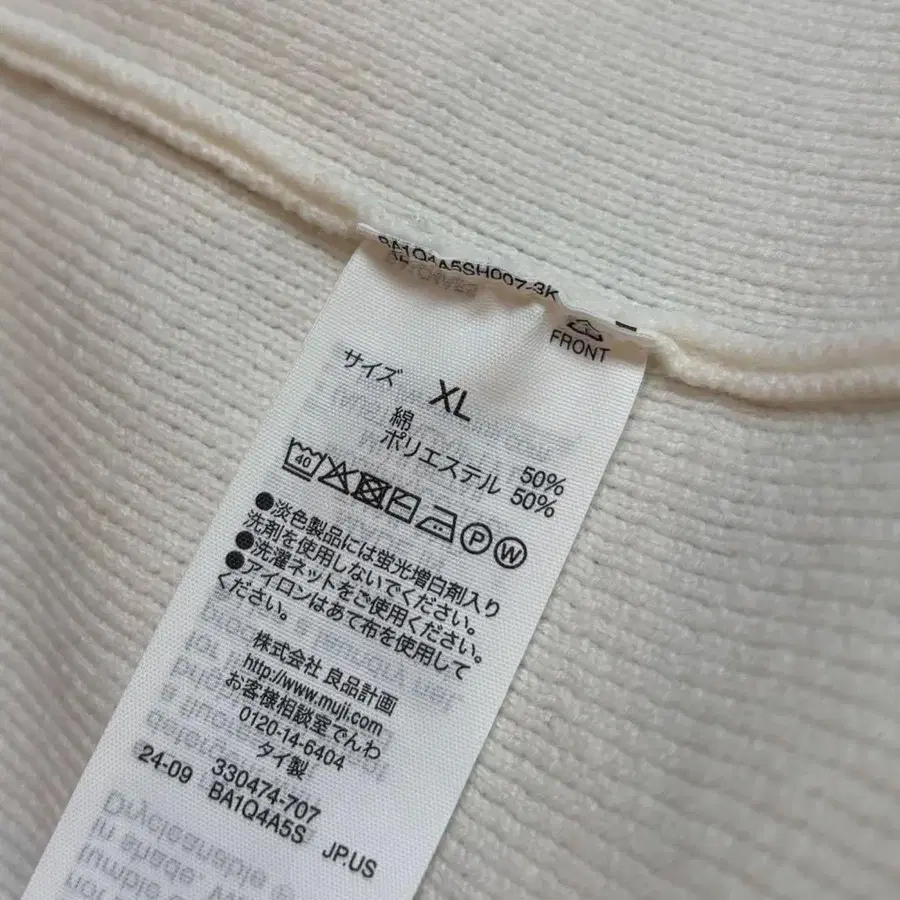 BA1Q4A5SH007-3K
FRONT
サイズ XL
綿 50%
ポリエステル 50%
40
P W
●淡色製品には蛍光増白剤入り
洗剤を使用しないでください。
●洗濯ネットをご使用ください。
●アイロンはあて布を使用して
ください。
株式会社 良品計画
http://www.muji.com
お客様相談室でんわ
0120-14-6404
タイ製
24-09 330474-707
BA1Q4A5S JP.US